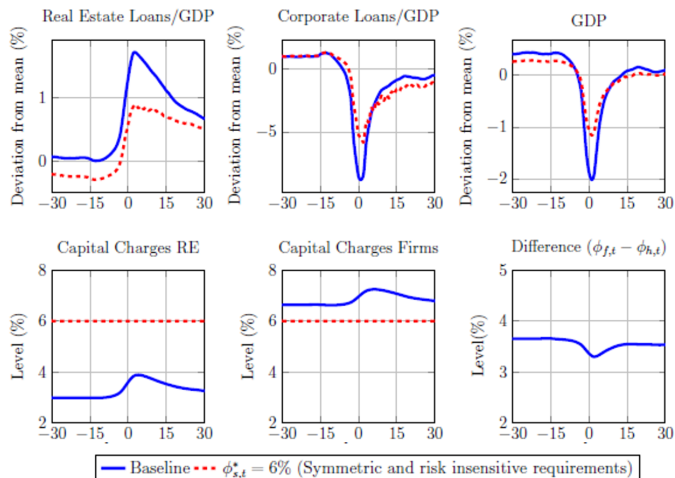 Real Estate Loans/GDP
Corporate Loans/GDP
GDP
Deviation from mean (%)
1
0
−30 −15 0 15 30
Deviation from mean (%)
0
−5
−30 −15 0 15 30
Deviation from mean (%)
0
−1
−2
−30 −15 0 15 30
Capital Charges RE
Capital Charges Firms
Difference (ϕf,t − ϕh,t)
Level (%)
8
6
4
2
−30 −15 0 15 30
Level (%)
8
6
4
2
−30 −15 0 15 30
Level(%)
5
4
3
2
−30 −15 0 15 30
Baseline ϕ*s,t = 6% (Symmetric and risk insensitive requirements)